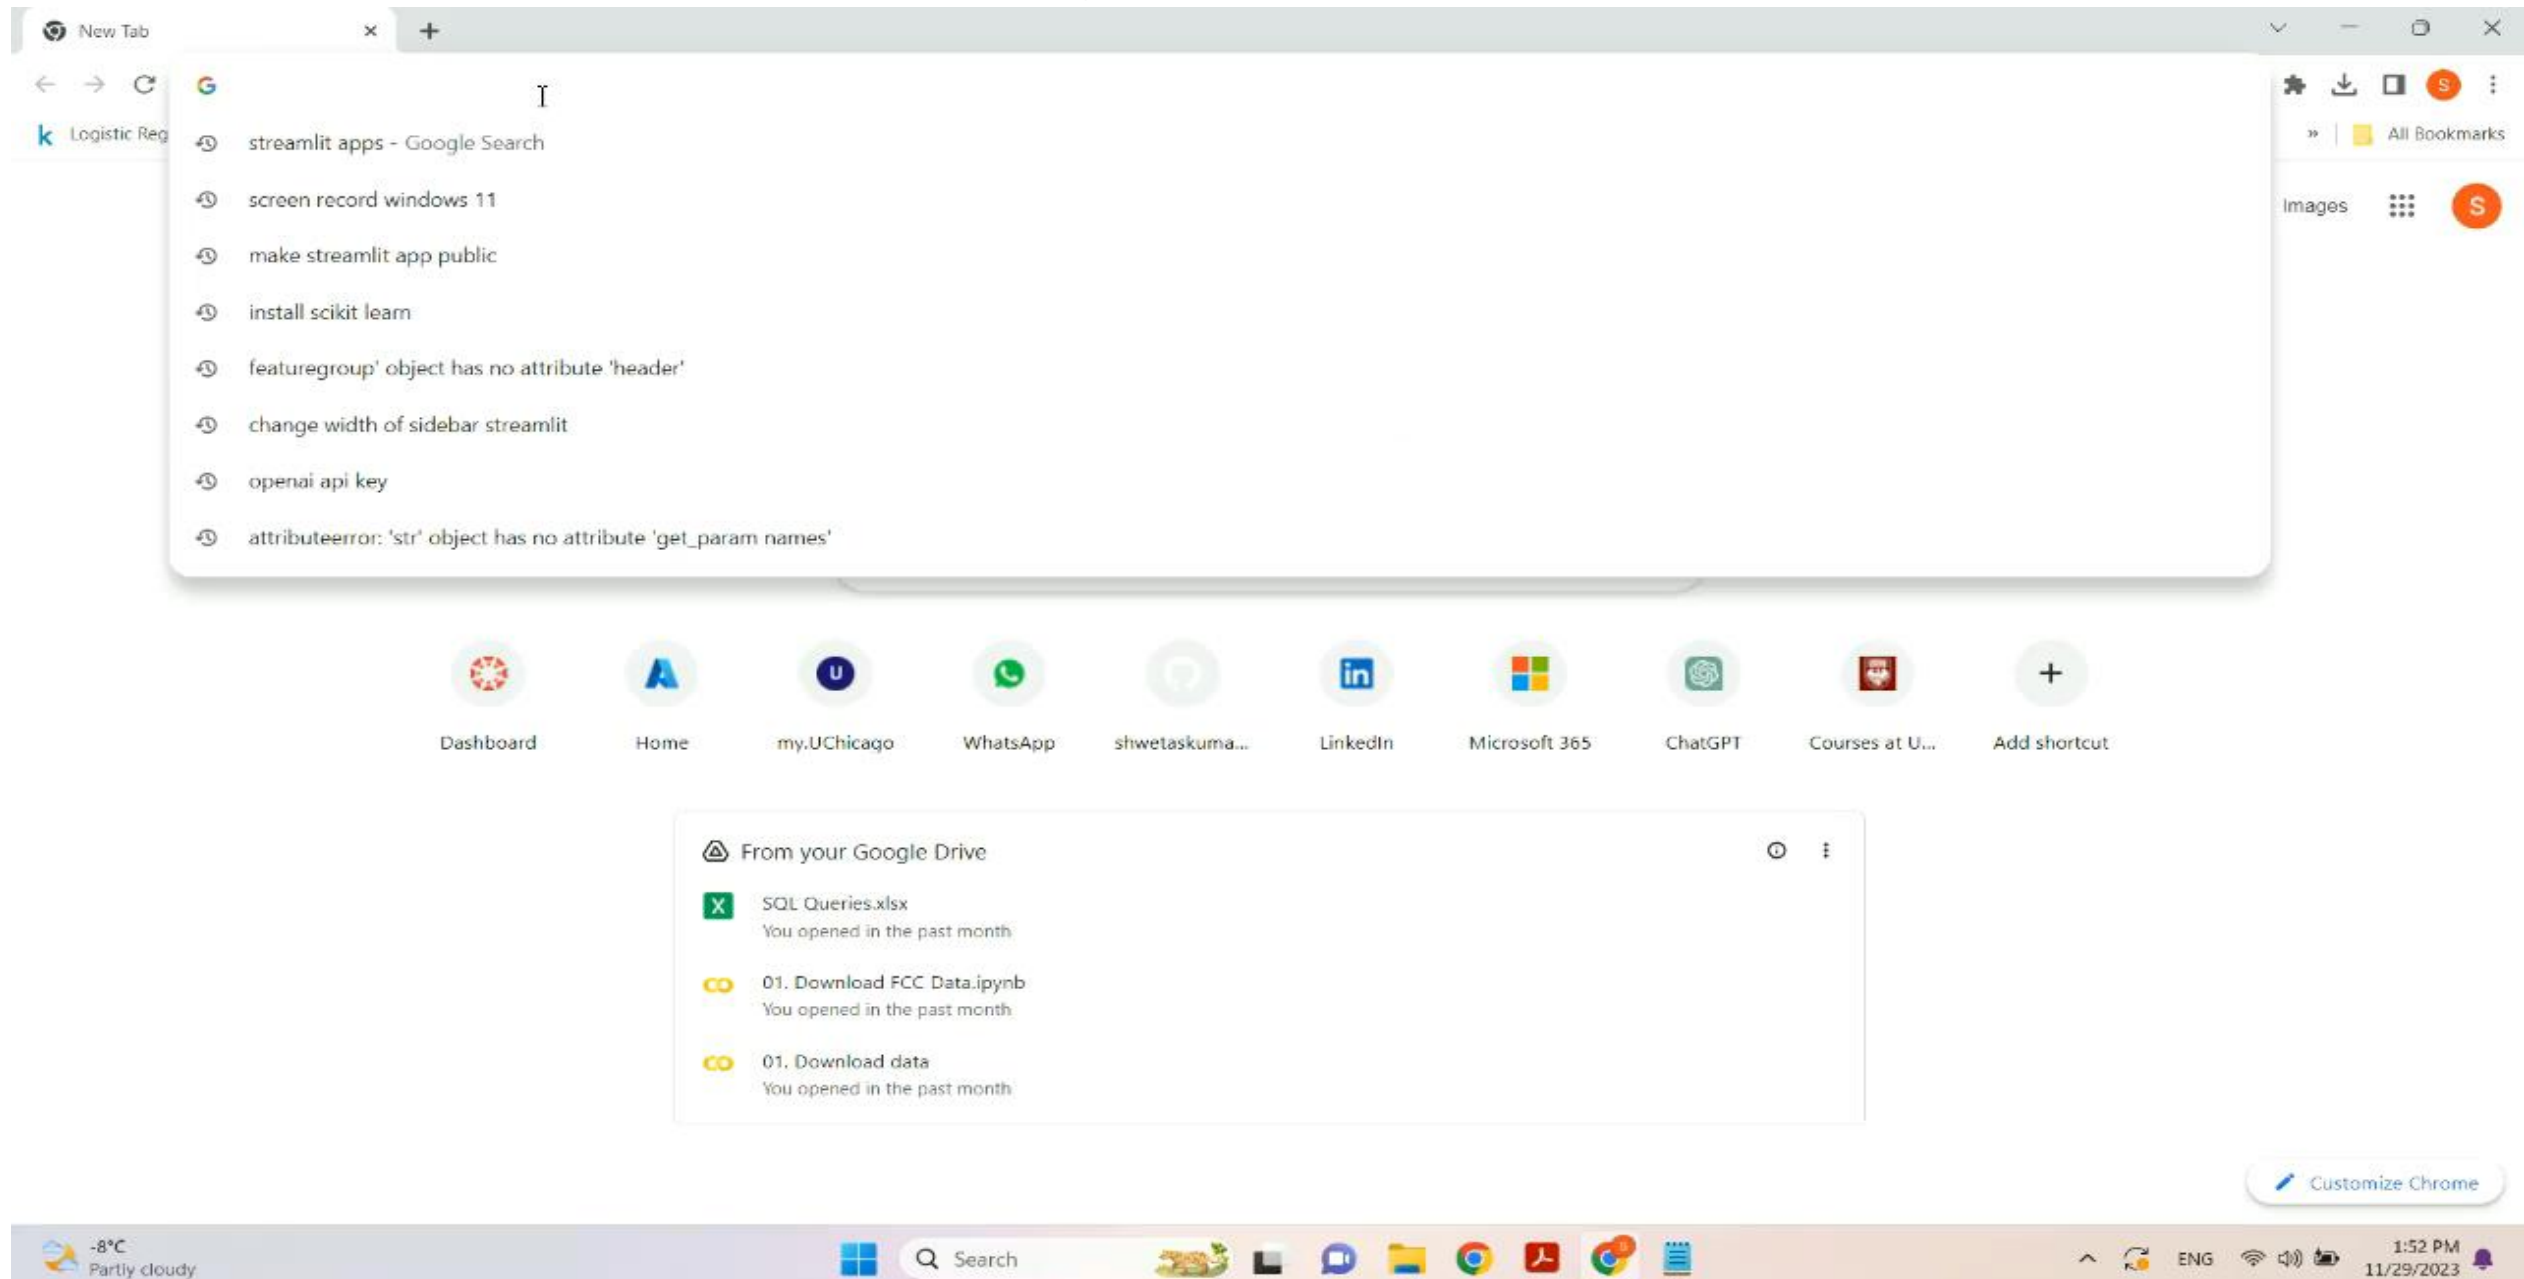 New Tab
G
k Logistic Reg
streamlit apps - Google Search
» All Bookmarks
screen record windows 11
Images S
make streamlit app public
install scikit learn
featuregroup' object has no attribute 'header'
change width of sidebar streamlit
openai api key
attributeerror: 'str' object has no attribute 'get_param names'
Dashboard Home my.UChicago WhatsApp shwetaskuma... LinkedIn Microsoft 365 ChatGPT Courses at U... Add shortcut
From your Google Drive
SQL Queries.xlsx
You opened in the past month
01. Download FCC Data.ipynb
You opened in the past month
01. Download data
You opened in the past month
Customize Chrome
-8°C
Partly cloudy
Search
ENG
1:52 PM
11/29/2023